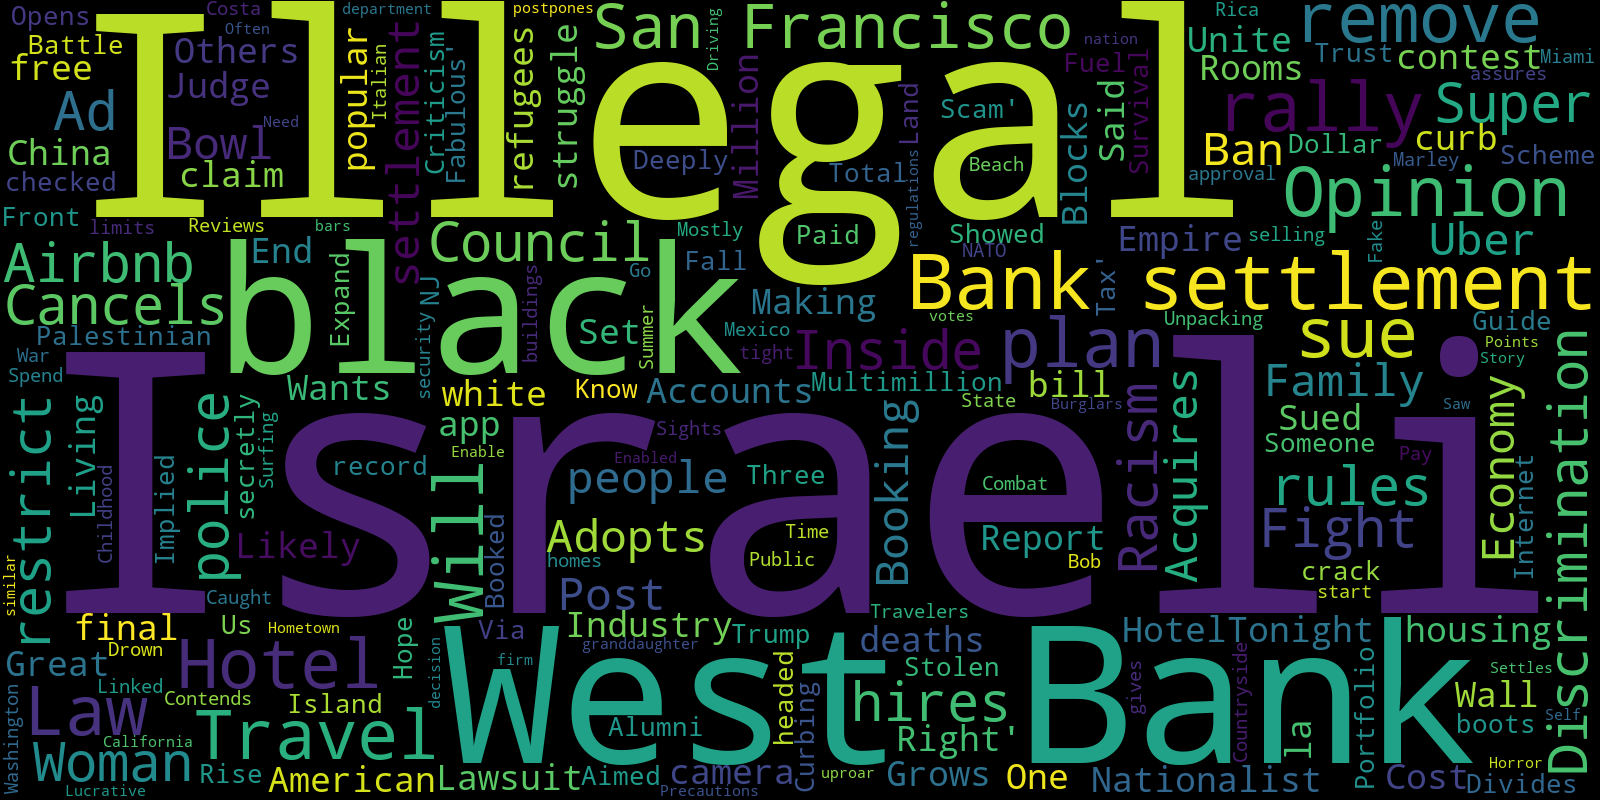 Opens
Costa
department
postpones
San Francisco
Rica
remove
Battle
Often
Others
free
Judge
Ad
Need
Bowl
China
claim
checked
Front
limits
Reviews
bars
popular
Italian
settlement
Criticism
Fabulous'
refugees
struggle
Illegal
Driving
Million
nation
Fuel
Survival
Unite
Rooms
Trust
contest
Miami
assures
rally
Super
Scam'
Land
Deeply
Total
Beach
Blocks
Said
Ban
Dollar
curb
Marley
Scheme
approval
Opinion
regulations
Paid
Showed
Mostly
Empire
selling
Fake
Uber
NATO
Airbnb
End
Council
Go
Fall
Cancels
black
Expand
security
NJ
buildings
Set
Summer
Making
Bank'
Tax'
settlement
votes
Unpacking
Guide
Palestinian
Mexico
tight
Inside
plan
sue
Points
Story
War
Spend
Wants
white
Know
Accounts
Multimillion
bill
Family
State
Burglars
Saw
app
Sights
Sued
Someone
Pay
restrict
Living
Childhood
Implied
police
secretly
Surfing
record
Enable
Enabled
Will
people
Three
Booking
Combat
Racism
Acquires
rules
Economy
Internet
Discrimination
Israeli
Likely
Booked
Adopts
Time
Public
Report
Bob
Fight
crack
start
homes
similar
Caught
Post
Travelers
final
Us
Hometown
Via
Industry
Trump
deaths
HotelTonight
housing
Drown
Great
Hotel
Hope
decision
firm
granddaughter
headed
Stolen
gives
Countryside
Settles
Linked
Contends
Island
West Bank
hires
Portfolio
Wall
Law
Travel
Alumni
Curbing
Right'
la
blocks
Self
Washington
California
Woman
Rise
American
Lawsuit
Aimed
camera
uproar
Grows
One
Nationalist
Cost
Horror
Divides
Lucrative
Precautions